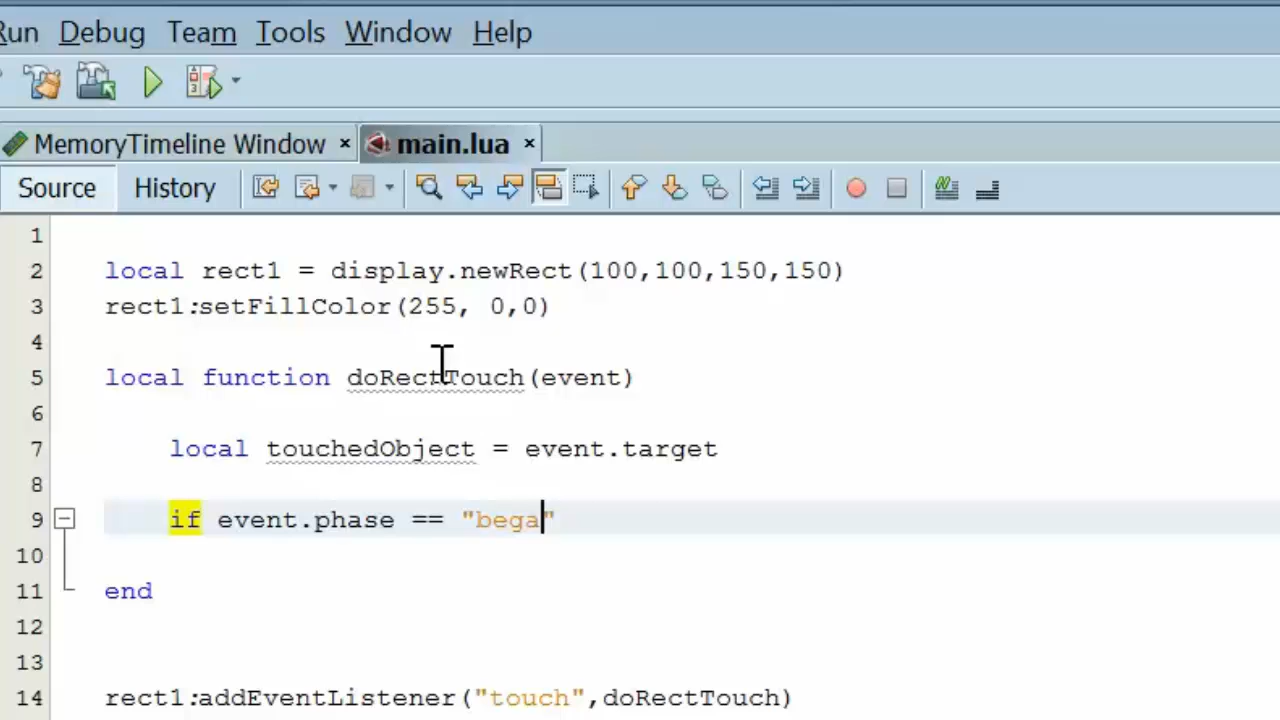 Run Debug Team Tools Window Help
MemoryTimeline Window × main.lua ×
Source History
1
2 local rect1 = display.newRect(100,100,150,150)
3 rect1:setFillColor(255, 0,0)
4
5 local function doRectTouch(event)
6
7 local touchedObject = event.target
8
9 if event.phase == "bega"
10
11 end
12
13
14 rect1:addEventListener("touch",doRectTouch)